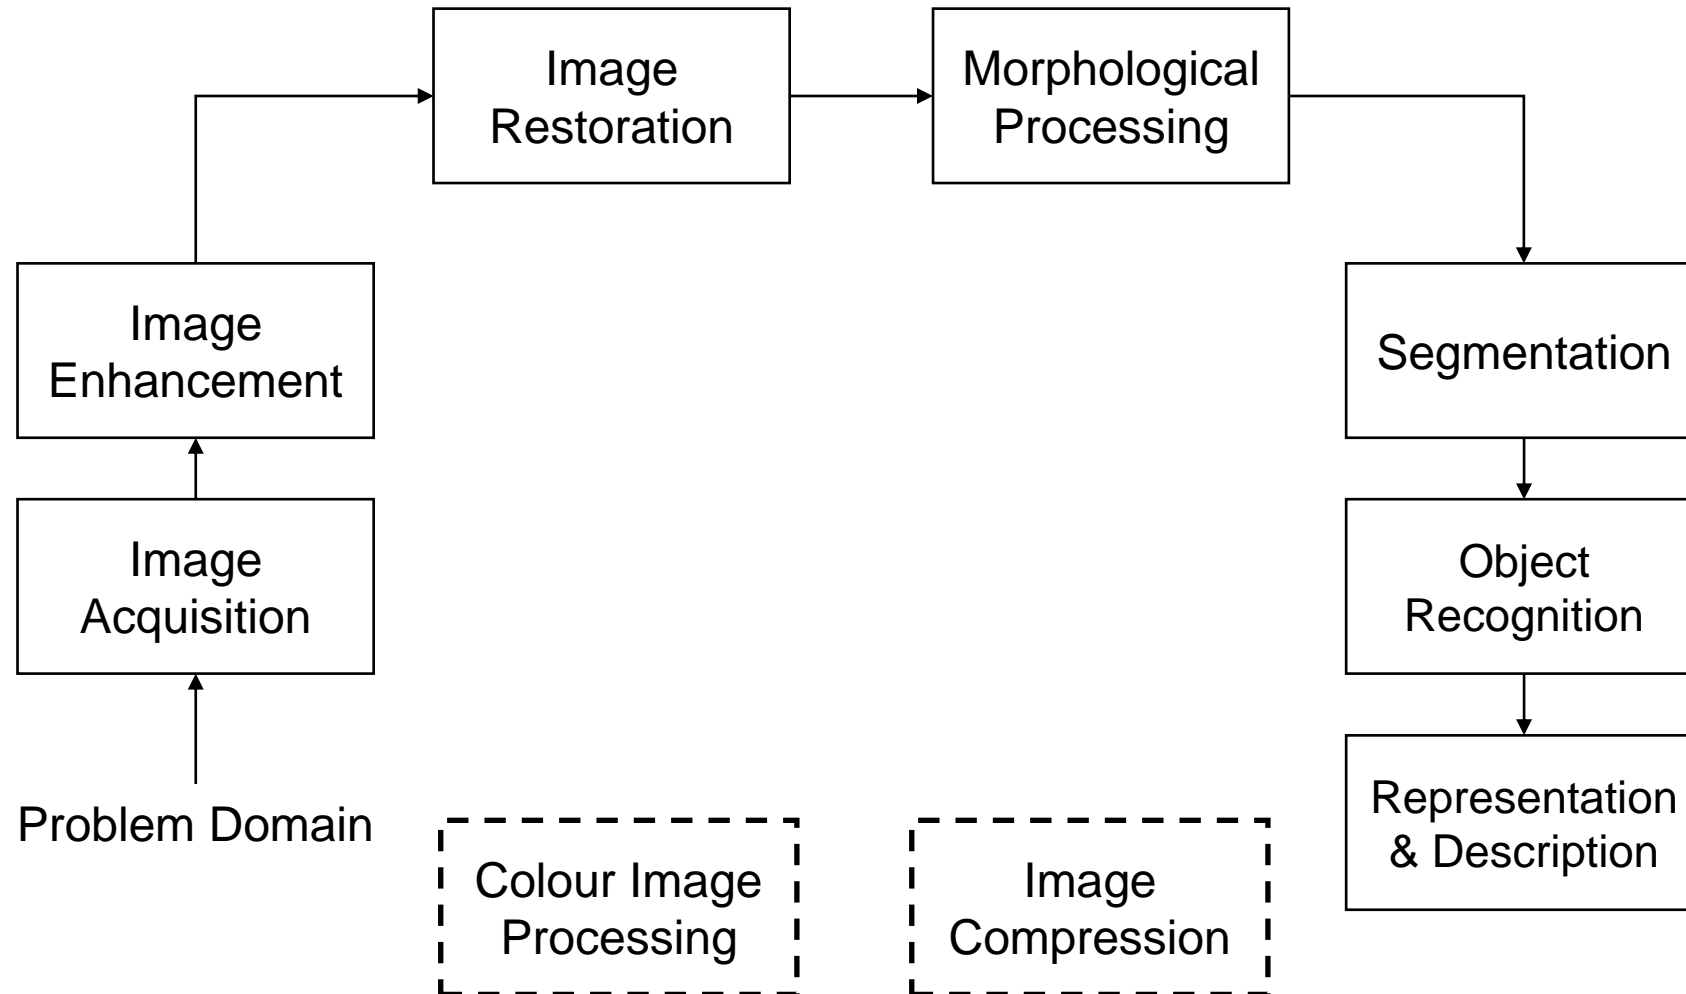 Image
Restoration
Morphological
Processing
Image
Enhancement
Segmentation
Image
Acquisition
Object
Recognition
Problem Domain
Representation
& Description
Colour Image
Processing
Image
Compression